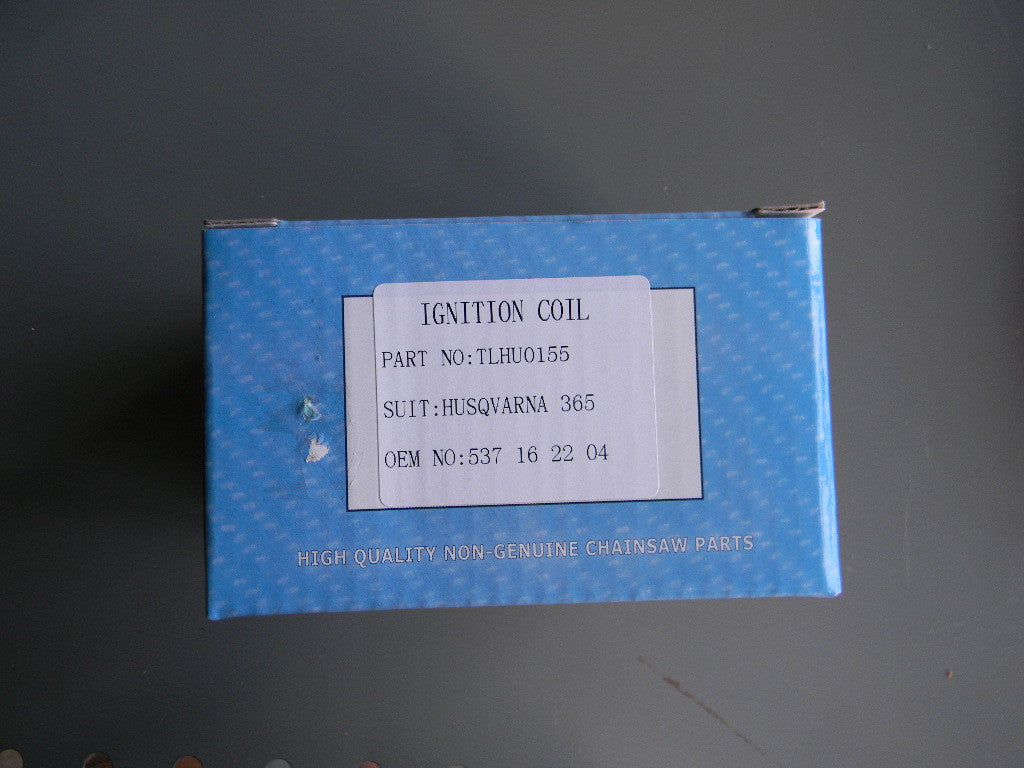 IGNITION COIL
PART NO:TLHU0155
SUIT:HUSQVARNA 365
OEM NO:537 16 22 04
HIGH QUALITY NON-GENUINE CHAINSAW PARTS